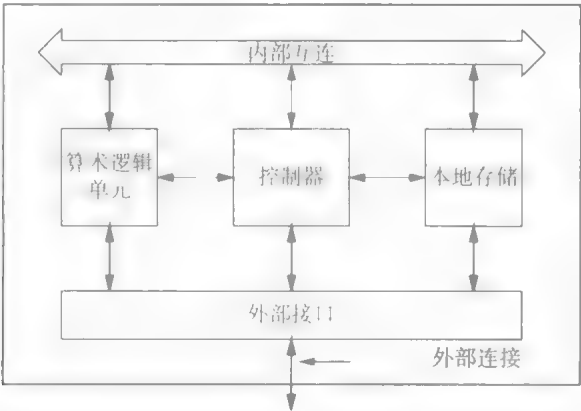 内部互连
算术逻辑
单元
控制器
本地存储
外部接口
外部连接